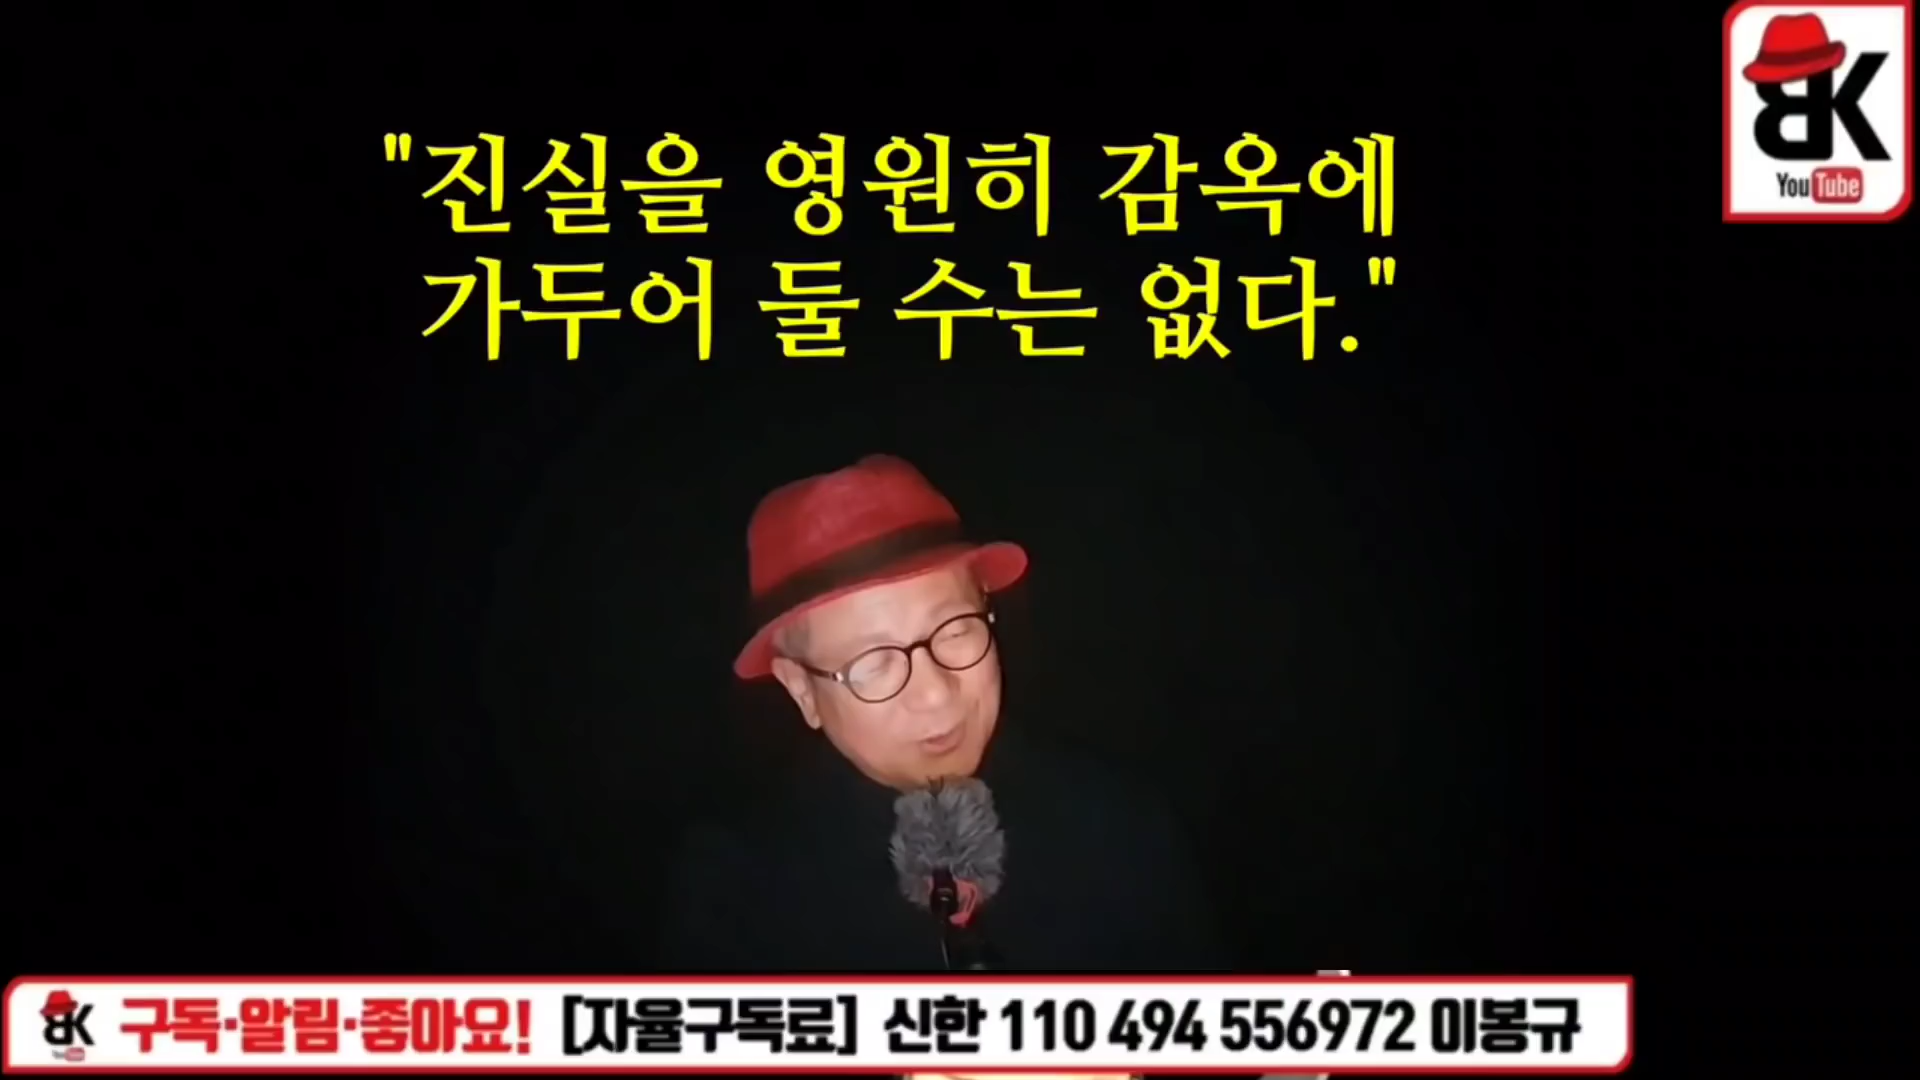 "진실을 영원히 감옥에
가두어 둘 수는 없다."
BK
YouTube
BK 구독·알림·좋아요! [자율구독료] 신한 110 494 556972 이봉규
YouTube